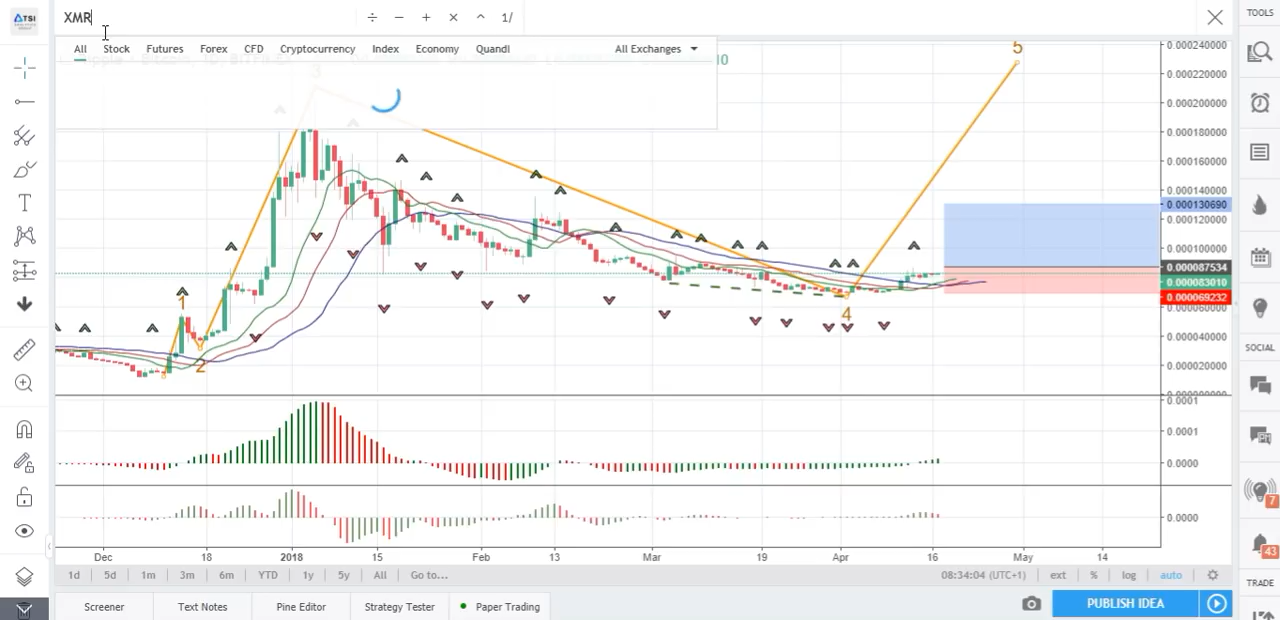 TSI
XMR
÷ − + × ^ 1/
TOOLS
All Stock Futures Forex CFD Cryptocurrency Index Economy Quandl All Exchanges
3
5
1
2
4
0.000240000
0.000220000
0.000200000
0.000180000
0.000160000
0.000140000
0.000130690
0.000120000
0.000100000
0.000087534
0.000083010
0.000069232
0.000040000
0.000020000
0.0001
0.0001
0.0000
0.0000
Dec 18 2018 15 Feb 13 Mar 19 Apr 16 May 14
1d 5d 1m 3m 6m YTD 1y 5y All Go to...
08:34:04 (UTC+1) ext % log auto
Screener Text Notes Pine Editor Strategy Tester Paper Trading
PUBLISH IDEA
SOCIAL
7
43
TRADE